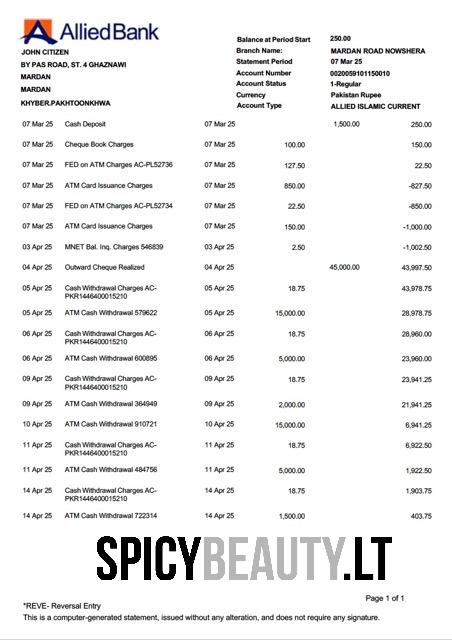 AlliedBank
JOHN CITIZEN
BY PAS ROAD, ST. 4 GHAZNAWI
MARDAN
MARDAN
KHYBER.PAKHTOONKHWA
Balance at Period Start 250.00
Branch Name: MARDAN ROAD NOWSHERA
Statement Period 07 Mar 25
Account Number 0020059101150010
Account Status 1-Regular
Currency Pakistan Rupee
Account Type ALLIED ISLAMIC CURRENT
07 Mar 25 Cash Deposit 07 Mar 25 1,500.00 250.00
07 Mar 25 Cheque Book Charges 07 Mar 25 100.00 150.00
07 Mar 25 FED on ATM Charges AC-PL52736 07 Mar 25 127.50 22.50
07 Mar 25 ATM Card Issuance Charges 07 Mar 25 850.00 -827.50
07 Mar 25 FED on ATM Charges AC-PL52734 07 Mar 25 22.50 -850.00
07 Mar 25 ATM Card Issuance Charges 07 Mar 25 150.00 -1,000.00
03 Apr 25 MNET Bal. Inq. Charges 546839 03 Apr 25 2.50 -1,002.50
04 Apr 25 Outward Cheque Realized 04 Apr 25 45,000.00 43,997.50
05 Apr 25 Cash Withdrawal Charges AC- 05 Apr 25 18.75 43,978.75
PKR1446400015210
05 Apr 25 ATM Cash Withdrawal 579622 05 Apr 25 15,000.00 28,978.75
06 Apr 25 Cash Withdrawal Charges AC- 06 Apr 25 18.75 28,960.00
PKR1446400015210
06 Apr 25 ATM Cash Withdrawal 600895 06 Apr 25 5,000.00 23,960.00
09 Apr 25 Cash Withdrawal Charges AC- 09 Apr 25 18.75 23,941.25
PKR1446400015210
09 Apr 25 ATM Cash Withdrawal 364949 09 Apr 25 2,000.00 21,941.25
10 Apr 25 ATM Cash Withdrawal 910721 10 Apr 25 15,000.00 6,941.25
11 Apr 25 Cash Withdrawal Charges AC- 11 Apr 25 18.75 6,922.50
PKR1446400015210
11 Apr 25 ATM Cash Withdrawal 484756 11 Apr 25 5,000.00 1,922.50
14 Apr 25 Cash Withdrawal Charges AC- 14 Apr 25 18.75 1,903.75
PKR1446400015210
14 Apr 25 ATM Cash Withdrawal 722314 14 Apr 25 1,500.00 403.75
SPICYBEAUTY.LT
Page 1 of 1
*REVE- Reversal Entry
This is a computer-generated statement, issued without any alteration, and does not require any signature.